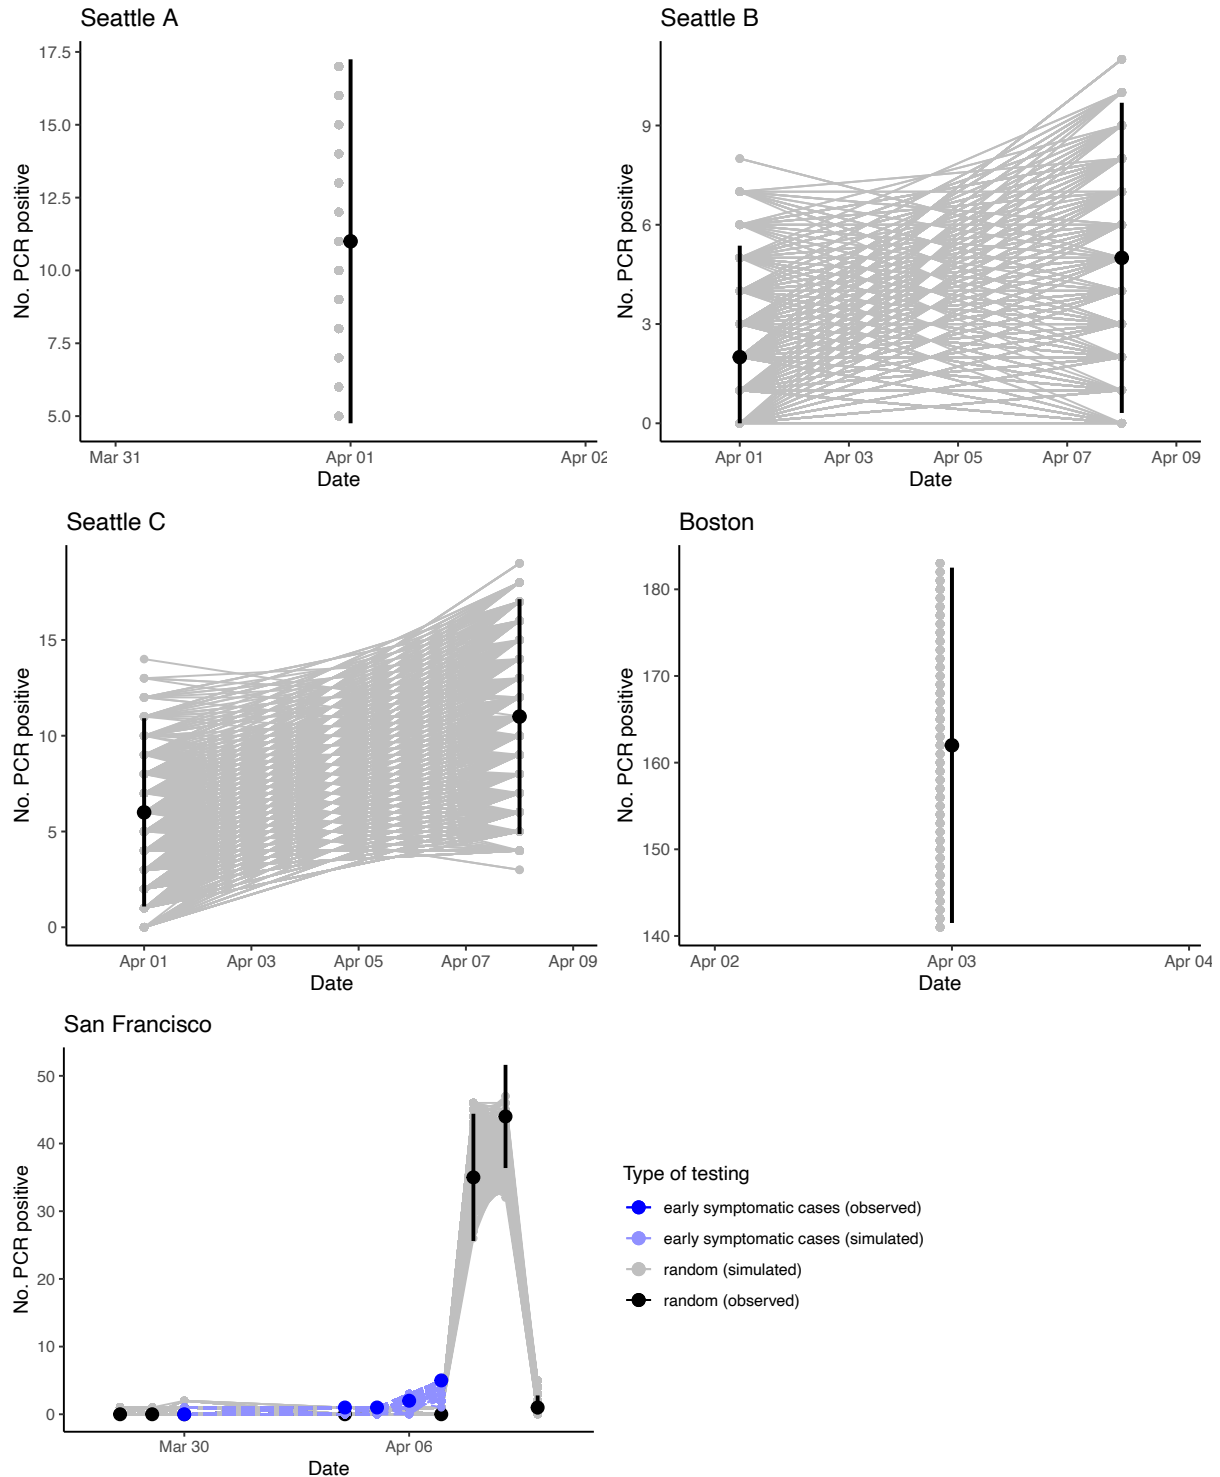 Seattle A
No. PCR positive
17.5
15.0
12.5
10.0
7.5
5.0
Mar 31
Apr 01
Apr 02
Date
Seattle B
No. PCR positive
9
6
3
0
Apr 01
Apr 03
Apr 05
Apr 07
Apr 09
Date
Seattle C
No. PCR positive
15
10
5
0
Apr 01
Apr 03
Apr 05
Apr 07
Apr 09
Date
Boston
No. PCR positive
180
170
160
150
140
Apr 02
Apr 03
Apr 04
Date
San Francisco
No. PCR positive
50
40
30
20
10
0
Mar 30
Apr 06
Date
Type of testing
early symptomatic cases (observed)
early symptomatic cases (simulated)
random (simulated)
random (observed)